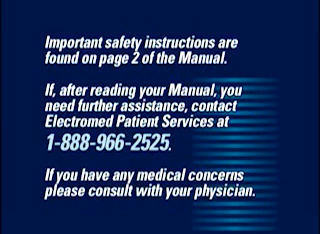 Important safety instructions are
found on page 2 of the Manual.
If, after reading your Manual, you
need further assistance, contact
Electromed Patient Services at
1-888-966-2525.
If you have any medical concerns
please consult with your physician.